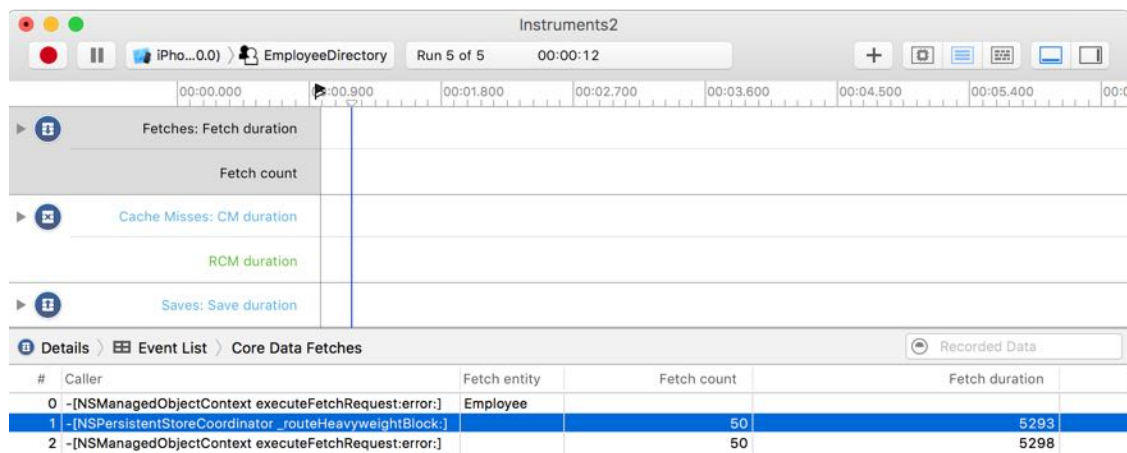 Instruments2
iPho...0.0) EmployeeDirectory Run 5 of 5 00:00:12
00:00.000 00:00.900 00:01.800 00:02.700 00:03.600 00:04.500 00:05.400
Fetches: Fetch duration
Fetch count
Cache Misses: CM duration
RCM duration
Saves: Save duration
Details Event List Core Data Fetches Recorded Data
# Caller Fetch entity Fetch count Fetch duration
0 -[NSManagedObjectContext executeFetchRequest:error:] Employee
1 -[NSPersistentStoreCoordinator _routeHeavyweightBlock:] 50 5293
2 -[NSManagedObjectContext executeFetchRequest:error:] 50 5298